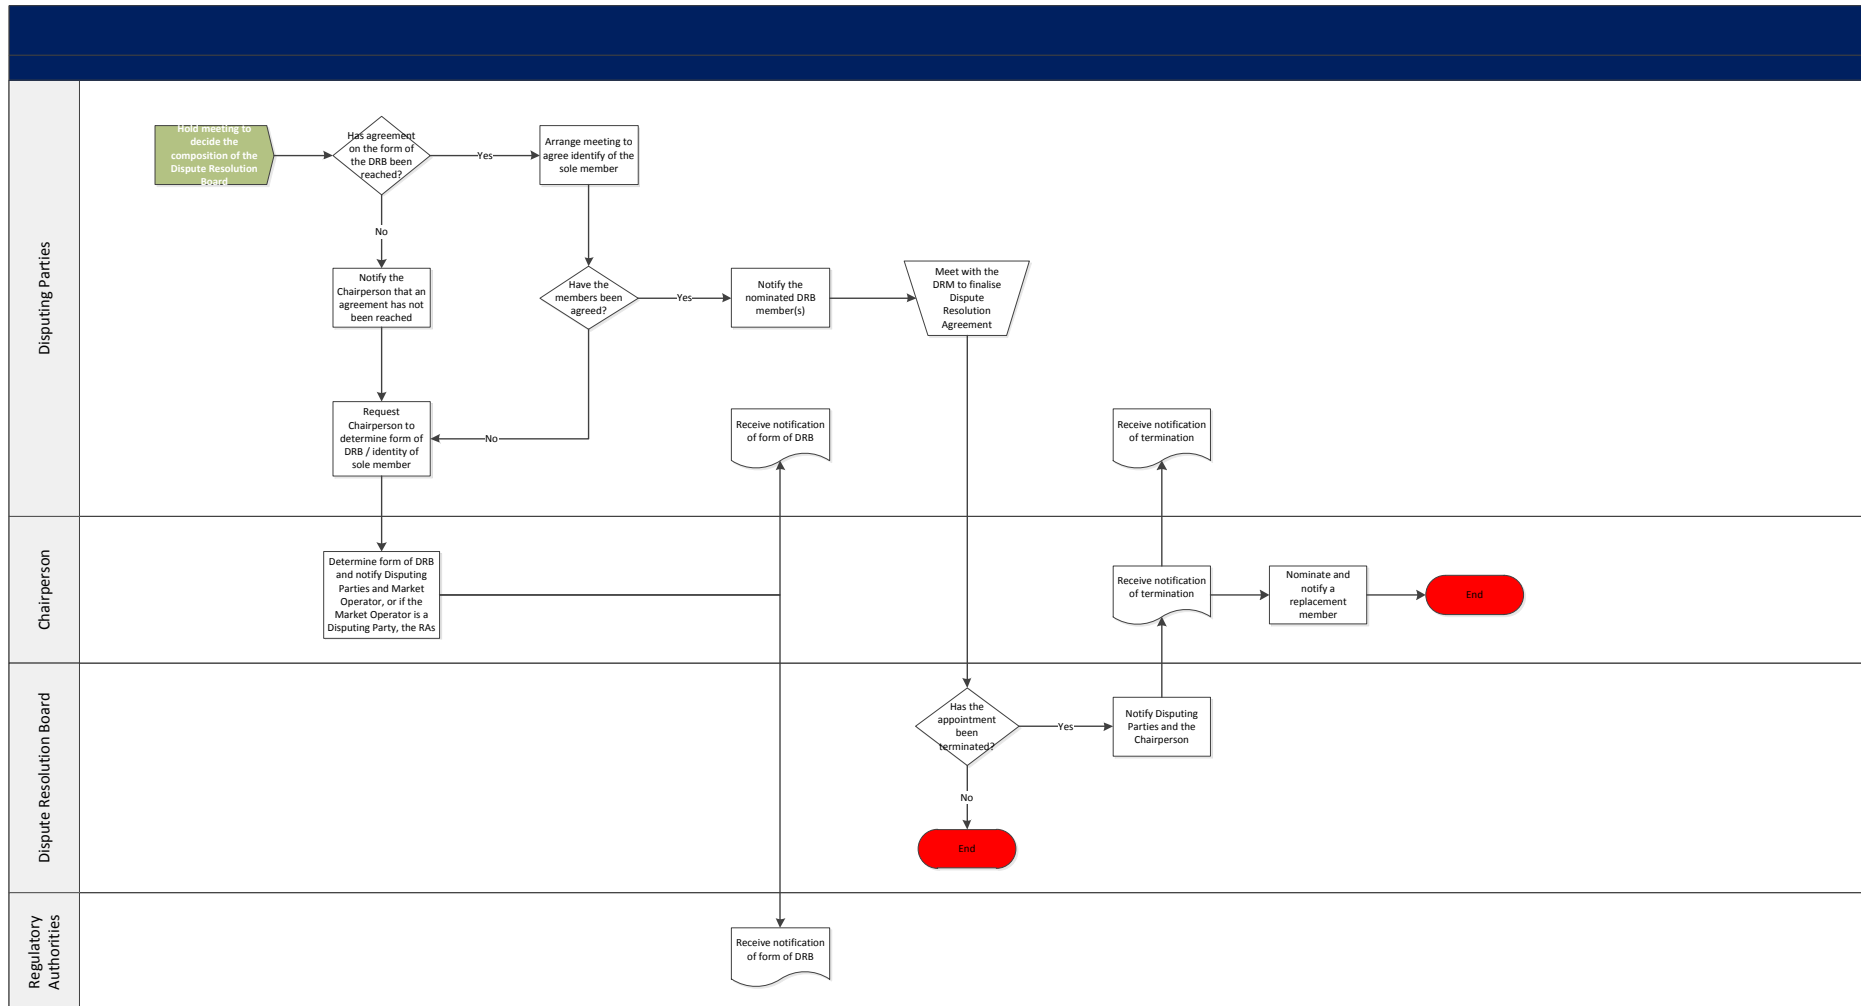 Disputing Parties
Hold meeting to
decide the
composition of the
Dispute Resolution
Board
Has agreement
on the form of
the DRB been
reached?
Yes
Arrange meeting to
agree identify of the
sole member
No
Notify the
Chairperson that an
agreement has not
been reached
Have the
members been
agreed?
Yes
Notify the
nominated DRB
member(s)
Meet with the
DRM to finalise
Dispute
Resolution
Agreement
Request
Chairperson to
determine form of
DRB / identity of
sole member
No
Receive notification
of form of DRB
Receive notification
of termination
Chairperson
Determine form of DRB
and notify Disputing
Parties and Market
Operator, or if the
Market Operator is a
Disputing Party, the RAs
Receive notification
of termination
Nominate and
notify a
replacement
member
End
Dispute Resolution Board
Has the
appointment
been
terminated?
Yes
Notify Disputing
Parties and the
Chairperson
No
End
Regulatory
Authorities
Receive notification
of form of DRB